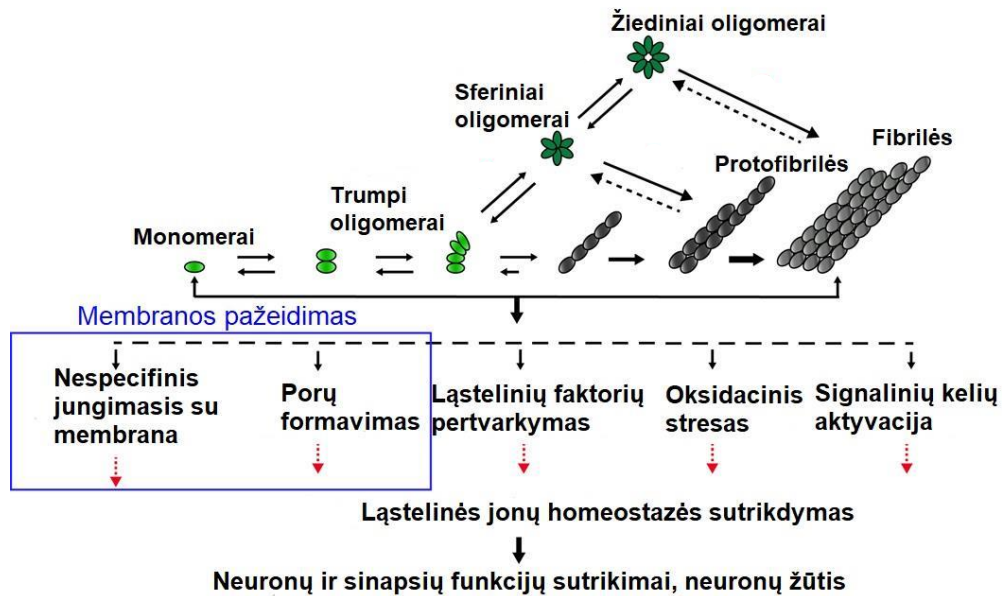 Žiediniai oligomerai
Sferiniai
oligomerai
Fibrilės
Protofibrilės
Trumpi
oligomerai
Monomerai
Membranos pažeidimas
Nespecifinis
jungimasis su
membrana
Porų
formavimas
Ląstelinių faktorių
pertvarkymas
Oksidacinis
stresas
Signalinių kelių
aktyvacija
Ląstelinės jonų homeostazės sutrikdymas
Neuronų ir sinapsių funkcijų sutrikimai, neuronų žūtis